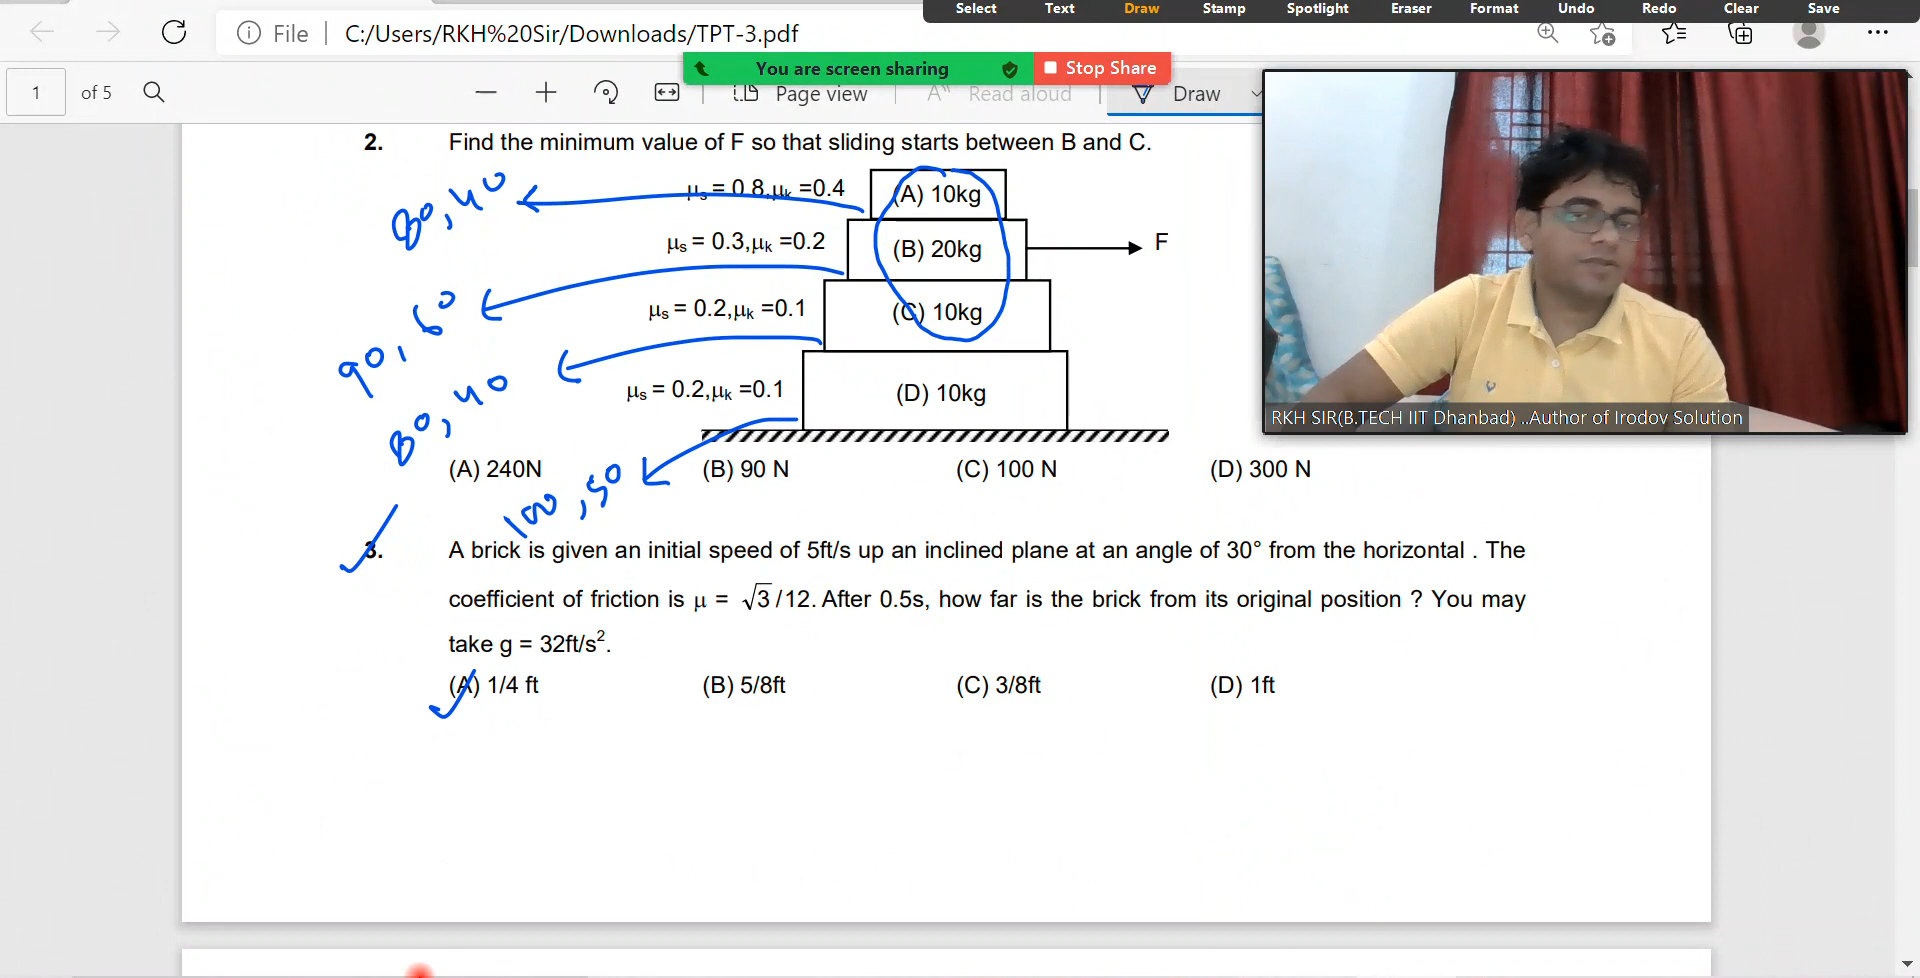 Select Text Draw Stamp Spotlight Eraser Format Undo Redo Clear Save
File C:/Users/RKH%20Sir/Downloads/TPT-3.pdf
You are screen sharing Stop Share
1 of 5 Page view Read aloud Draw
2. Find the minimum value of F so that sliding starts between B and C.
80, 40
μs = 0.8,μk =0.4 (A) 10kg
μs = 0.3,μk =0.2 (B) 20kg F
90, 60
μs = 0.2,μk =0.1 (C) 10kg
80, 40
μs = 0.2,μk =0.1 (D) 10kg
RKH SIR(B.TECH IIT Dhanbad) ..Author of Irodov Solution
(A) 240N (B) 90 N (C) 100 N (D) 300 N
100, 50
3. A brick is given an initial speed of 5ft/s up an inclined plane at an angle of 30° from the horizontal . The
coefficient of friction is μ = √3/12. After 0.5s, how far is the brick from its original position ? You may
take g = 32ft/s².
(A) 1/4 ft (B) 5/8ft (C) 3/8ft (D) 1ft